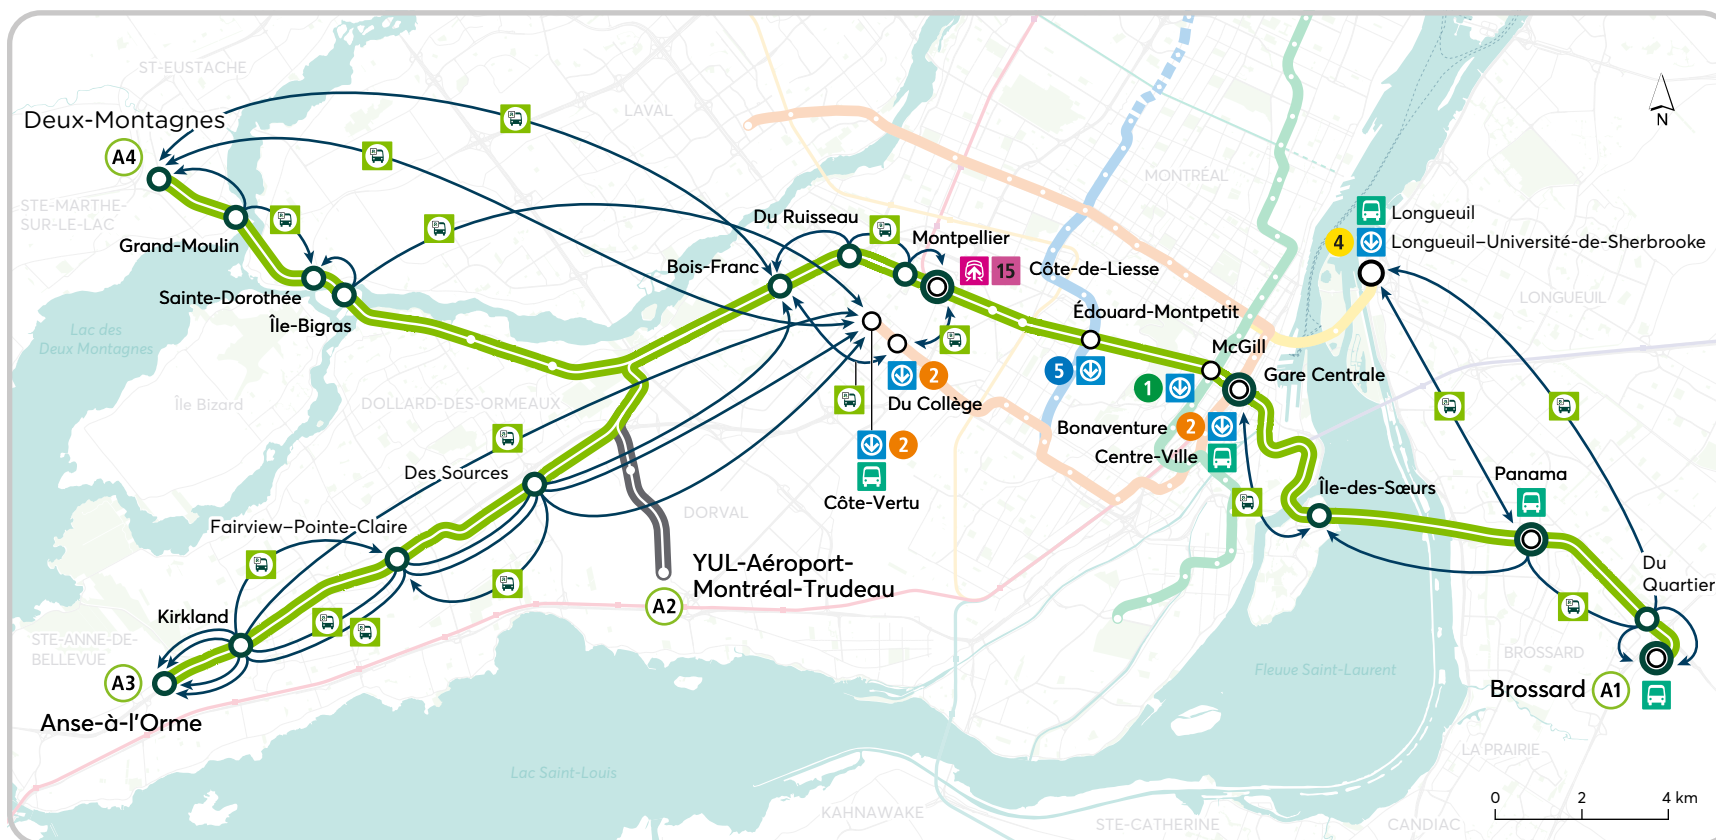 ST-EUSTACHE
LAVAL
Deux-Montagnes
A4
N
MONTRÉAL
STE-MARTHE-
SUR-LE-LAC
Grand-Moulin
Du Ruisseau
Montpellier
Longueuil
4
Longueuil–Université-de-Sherbrooke
Bois-Franc
15
Côte-de-Liesse
Sainte-Dorothée
Île-Bigras
LONGUEUIL
Édouard-Montpetit
Lac des
Deux Montagnes
McGill
5
2
1
Gare Centrale
Île Bizard
DOLLARD-DES-ORMEAUX
Du Collège
Bonaventure
2
Centre-Ville
2
Côte-Vertu
Des Sources
Panama
Île-des-Sœurs
DORVAL
Fairview–Pointe-Claire
YUL-Aéroport-
Montréal-Trudeau
A2
Du
Quartier
Kirkland
STE-ANNE-DE-
BELLEVUE
BROSSARD
Fleuve Saint-Laurent
A3
Brossard
A1
Anse-à-l'Orme
LA PRAIRIE
Lac Saint-Louis
0 2 4 km
KAHNAWAKE
STE-CATHERINE
CANDIAC